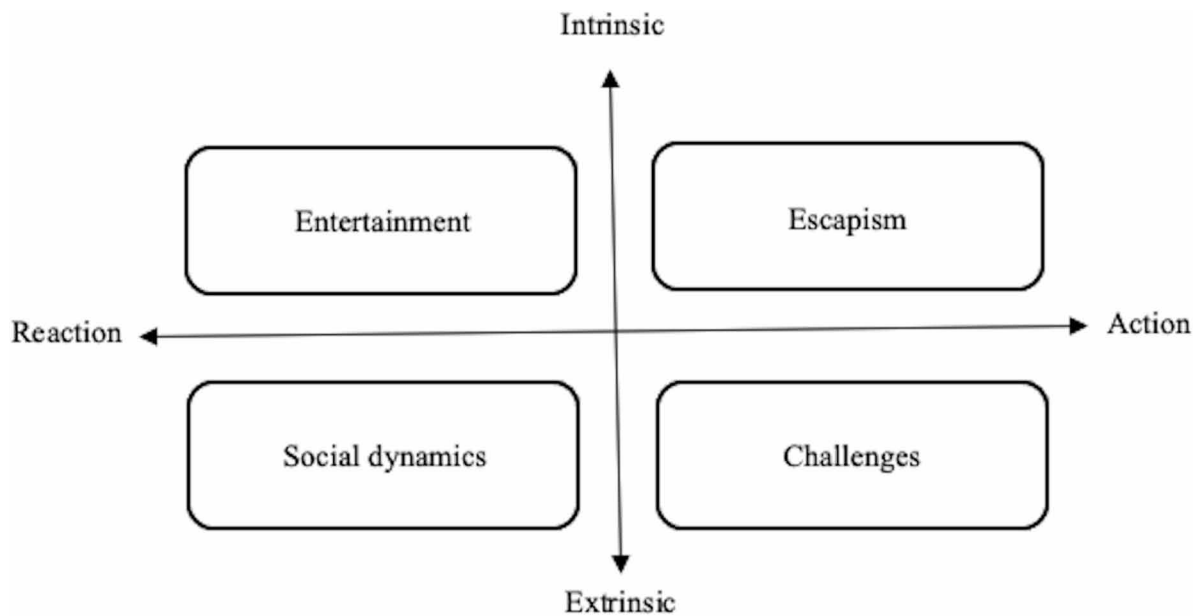 Intrinsic
Entertainment
Escapism
Reaction
Action
Social dynamics
Challenges
Extrinsic